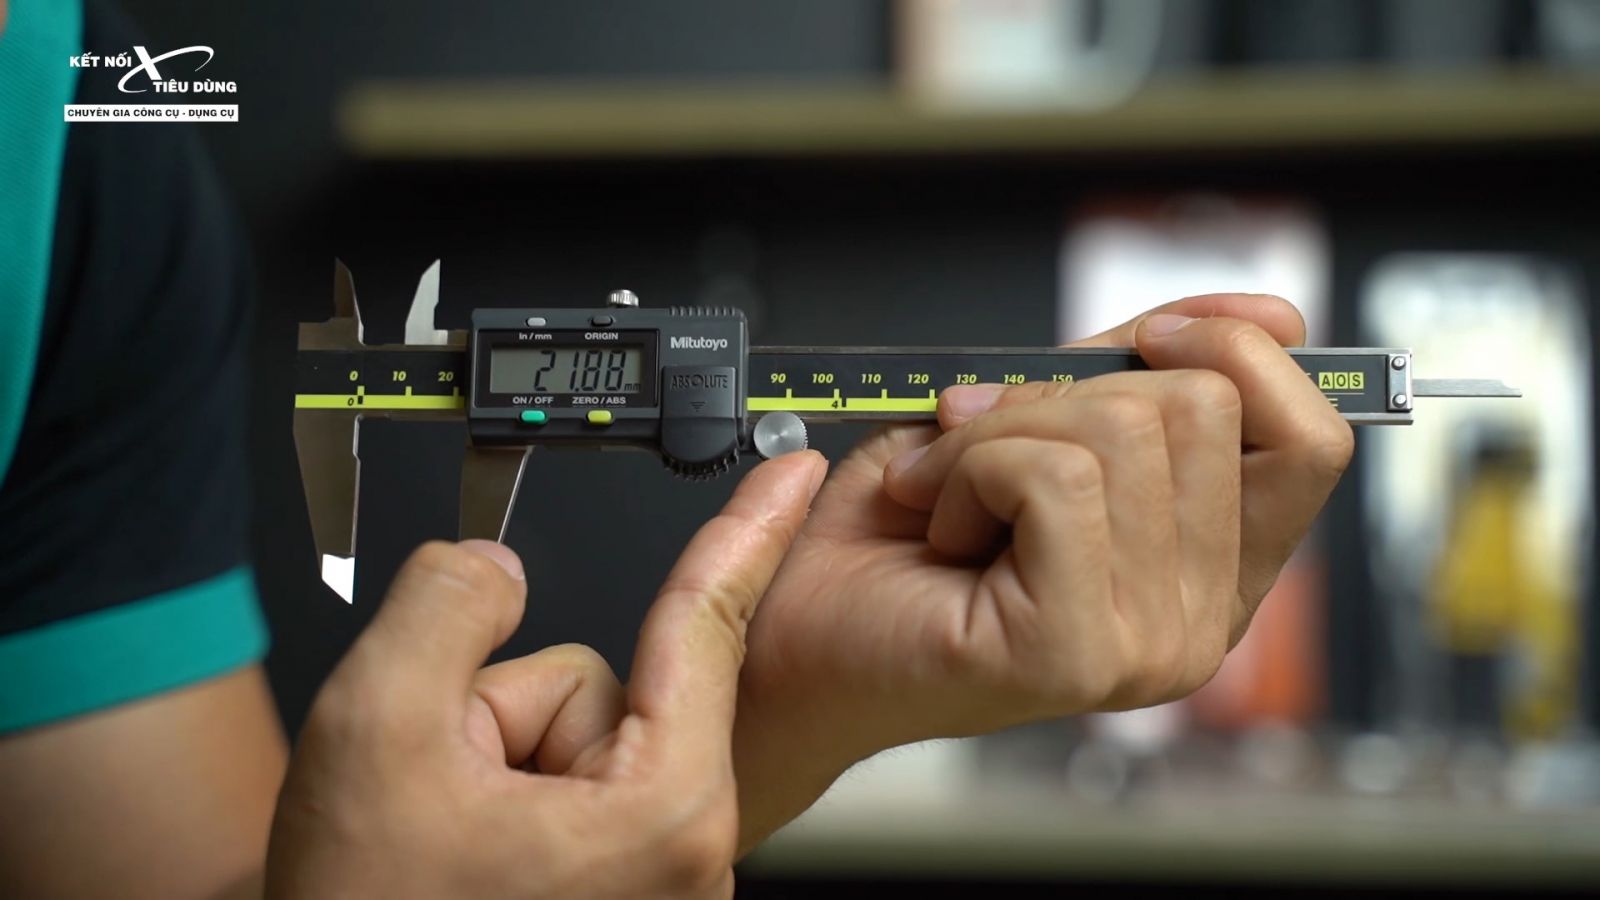 KẾT NỐI
TIÊU DÙNG
CHUYÊN GIA CÔNG CỤ - DỤNG CỤ
in/mm ORIGIN
Mitutoyo
21.88 mm
ABSOLUTE
ON/OFF ZERO/ABS
0 10 20 90 100 110 120 130 140 150
0 4
AOS